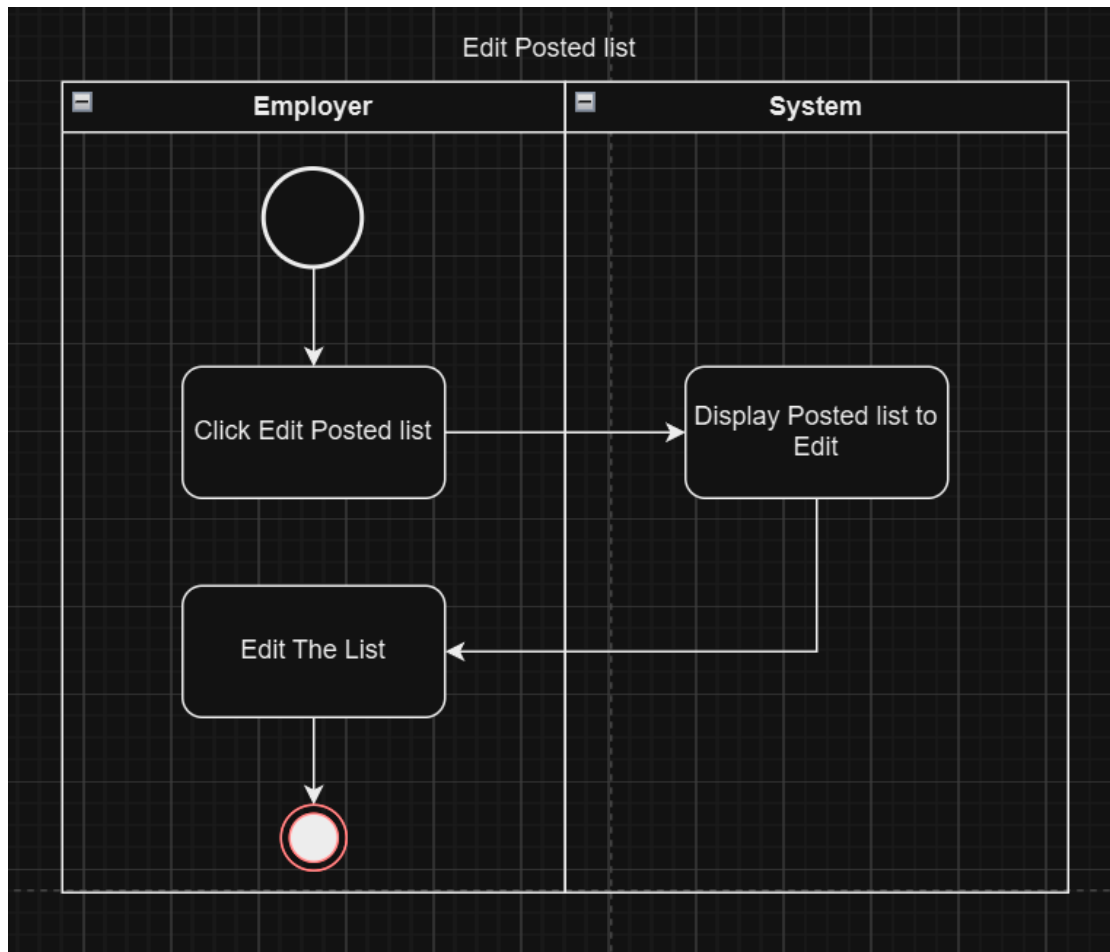 Edit Posted list
Employer
System
Click Edit Posted list
Display Posted list to
Edit
Edit The List